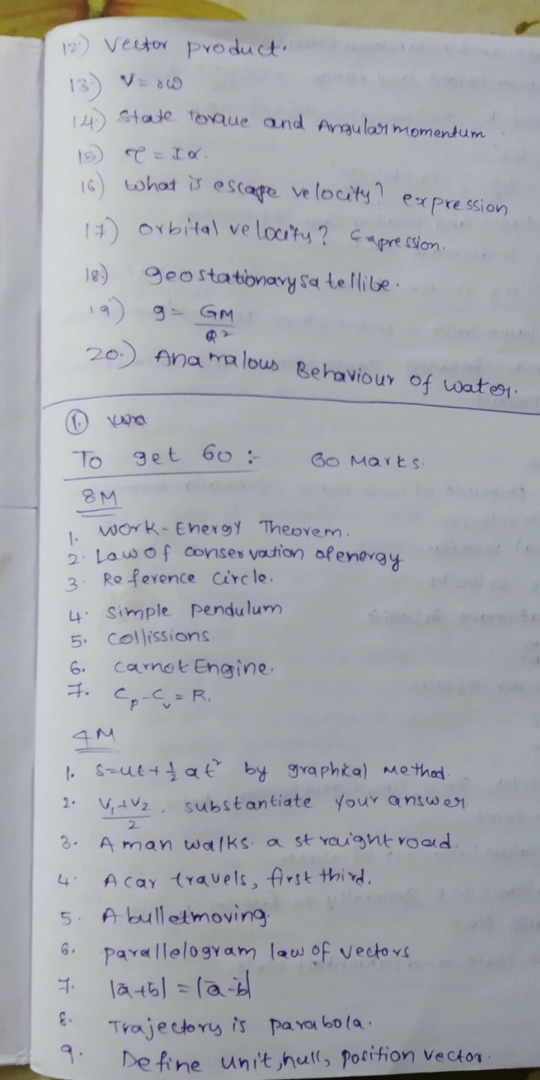 12.) Vector product.
13) V = rω
14) State Torque and Angular momentum
15) τ = Iα.
16) What is escape velocity? expression
17) orbital velocity? Expression.
18.) geostationary satellite.
19) g = GM/R²
20.) Anamalous Behaviour of water.
①
To get 60 :- 60 Marks.
8M
1. Work-Energy Theorem.
2. Law of conservation of energy
3. Reference circle.
4. simple pendulum
5. collissions
6. carnot Engine.
7. Cp - Cv = R.
4M
1. S=ut+½at² by graphical Method.
2. V₁+V₂/2. substantiate your answer
3. A man walks a straight road.
4. A car travels, first third.
5. A bullet moving.
6. parallelogram law of vectors
7. |ā+b̄| = |ā-b̄|
8. Trajectory is parabola.
9. Define unit, null, position vector.